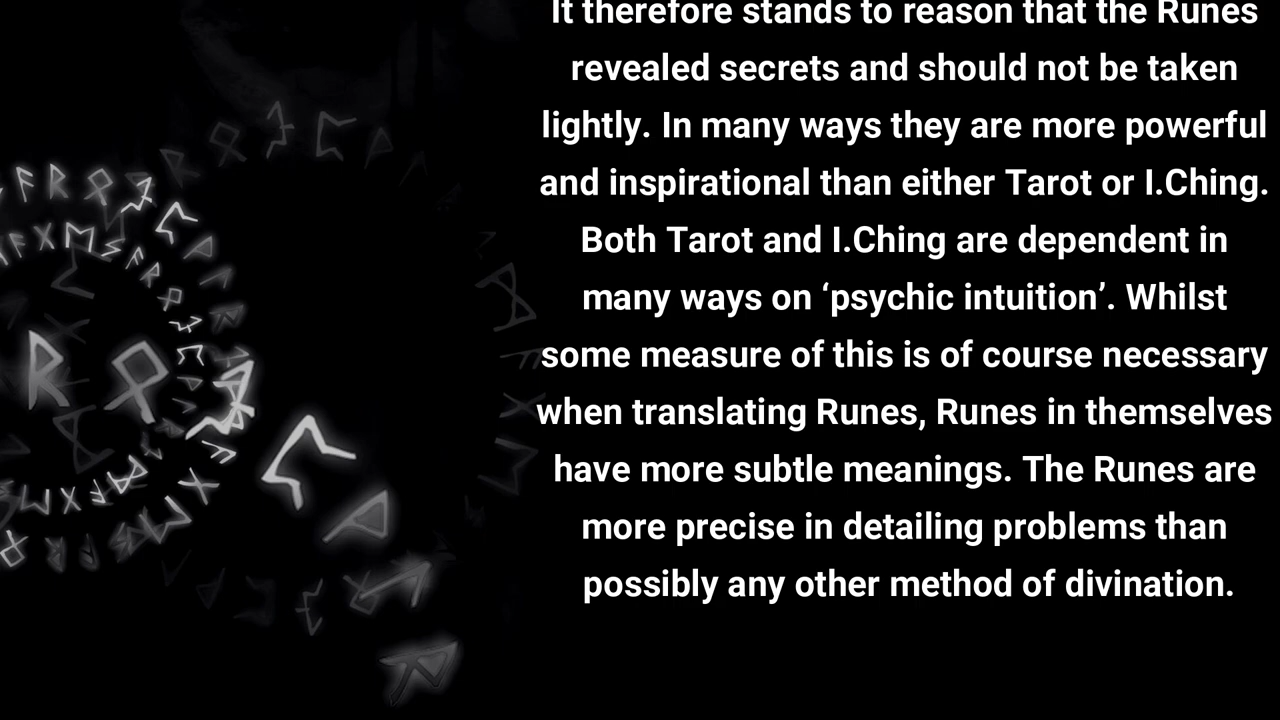 It therefore stands to reason that the Runes
revealed secrets and should not be taken
lightly. In many ways they are more powerful
and inspirational than either Tarot or I.Ching.
Both Tarot and I.Ching are dependent in
many ways on ‘psychic intuition’. Whilst
some measure of this is of course necessary
when translating Runes, Runes in themselves
have more subtle meanings. The Runes are
more precise in detailing problems than
possibly any other method of divination.